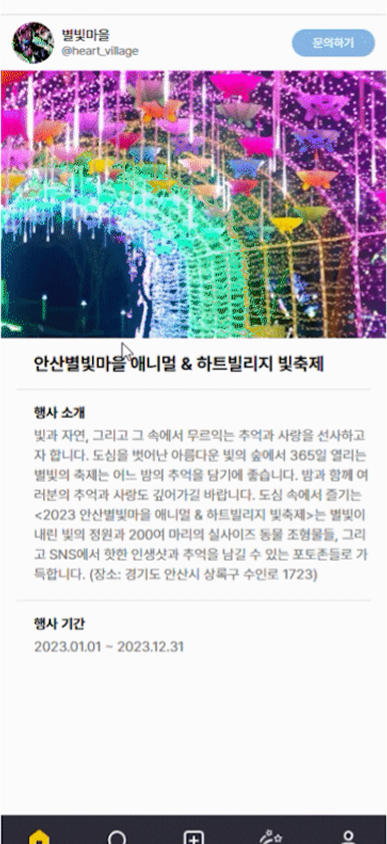 별빛마을
@heart_village
문의하기
안산별빛마을 애니멀 & 하트빌리지 빛축제
행사 소개
빛과 자연, 그리고 그 속에서 무르익는 추억과 사랑을 선사하고
자 합니다. 도심을 벗어난 아름다운 빛의 숲에서 365일 열리는
별빛의 축제는 어느 밤의 추억을 담기에 좋습니다. 밤과 함께 여
러분의 추억과 사랑도 깊어가길 바랍니다. 도심 속에서 즐기는
<2023 안산별빛마을 애니멀 & 하트빌리지 빛축제>는 별빛이
내린 빛의 정원과 200여 마리의 실사이즈 동물 조형물들, 그리
고 SNS에서 핫한 인생샷과 추억을 남길 수 있는 포토존들로 가
득합니다. (장소: 경기도 안산시 상록구 수인로 1723)
행사 기간
2023.01.01 ~ 2023.12.31